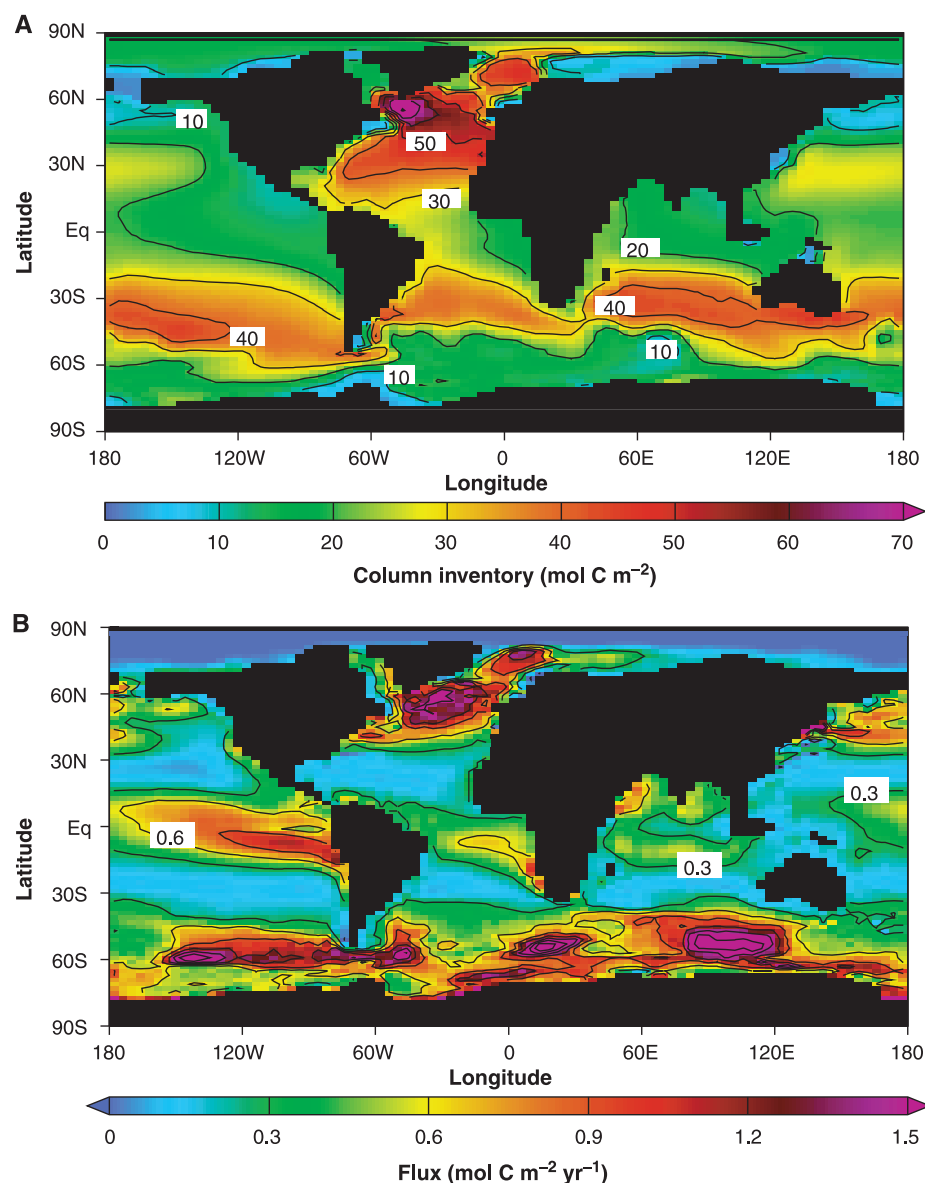 A
90N
60N
30N
Eq
30S
60S
90S
Latitude
10
50
30
20
40
40
10
10
180 120W 60W 0 60E 120E 180
Longitude
0 10 20 30 40 50 60 70
Column inventory (mol C m⁻²)
B
90N
60N
30N
Eq
30S
60S
90S
Latitude
0.3
0.6
0.3
180 120W 60W 0 60E 120E 180
Longitude
0 0.3 0.6 0.9 1.2 1.5
Flux (mol C m⁻² yr⁻¹)